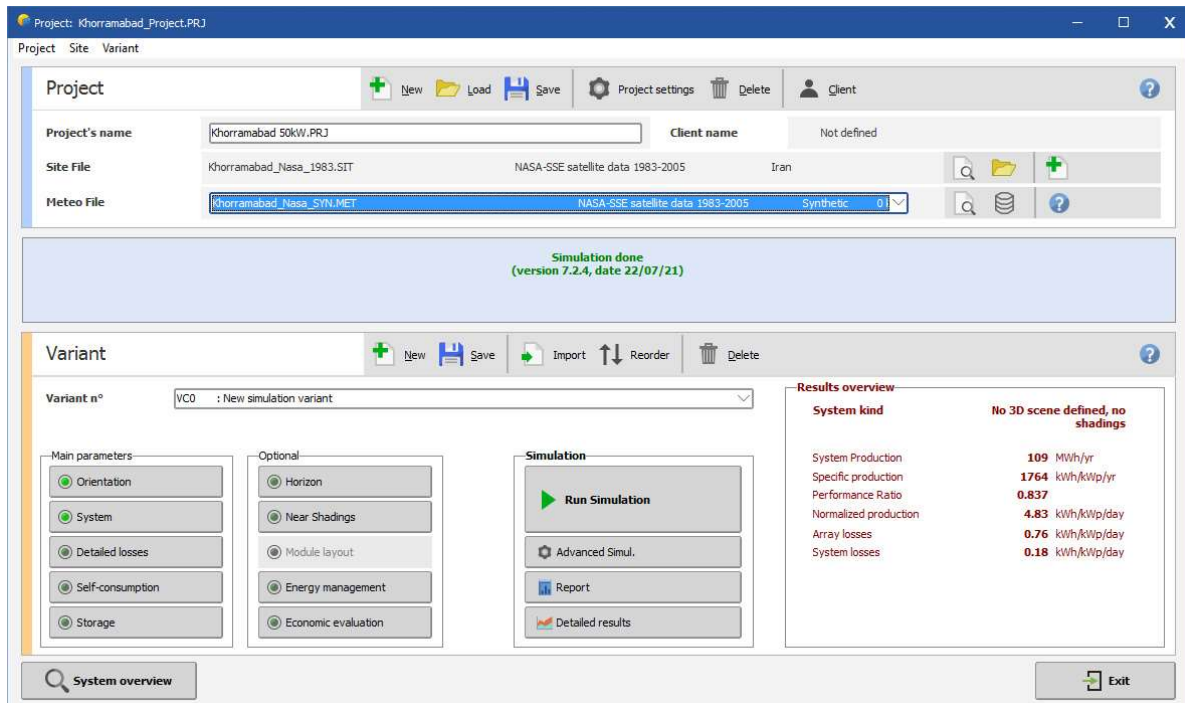 Project: Khorramabad_Project.PRJ
Project Site Variant
Project New Load Save Project settings Delete Client
Project's name Khorramabad 50kW.PRJ Client name Not defined
Site File Khorramabad_Nasa_1983.SIT NASA-SSE satellite data 1983-2005 Iran
Meteo File Khorramabad_Nasa_SYN.MET NASA-SSE satellite data 1983-2005 Synthetic 0
Simulation done
(version 7.2.4, date 22/07/21)
Variant New Save Import Reorder Delete
Variant n° VC0 : New simulation variant
Main parameters
Orientation
System
Detailed losses
Self-consumption
Storage
Optional
Horizon
Near Shadings
Module layout
Energy management
Economic evaluation
Simulation
Run Simulation
Advanced Simul.
Report
Detailed results
Results overview
System kind No 3D scene defined, no
shadings
System Production 109 MWh/yr
Specific production 1764 kWh/kWp/yr
Performance Ratio 0.837
Normalized production 4.83 kWh/kWp/day
Array losses 0.76 kWh/kWp/day
System losses 0.18 kWh/kWp/day
System overview
Exit